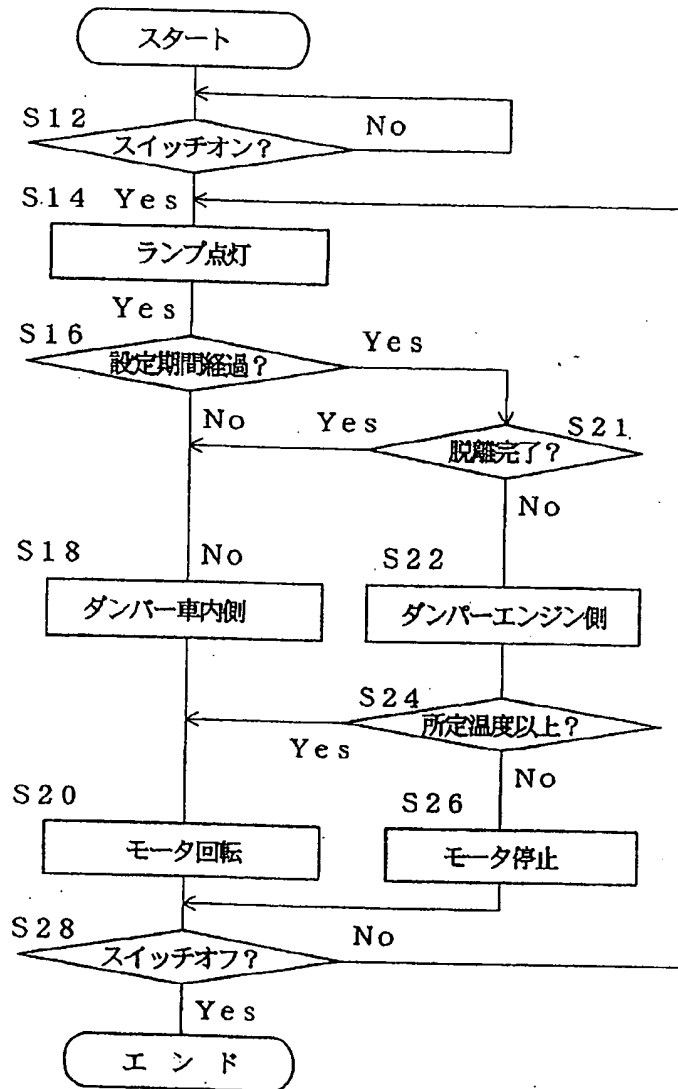 スタート
S12
スイッチオン?
No
S14
Yes
ランプ点灯
Yes
S16
設定期間経過?
Yes
No
Yes
S21
脱離完了?
No
S18
No
S22
ダンパー車内側
ダンパーエンジン側
S24
所定温度以上?
Yes
No
S20
S26
モータ回転
モータ停止
S28
スイッチオフ?
No
Yes
エンド